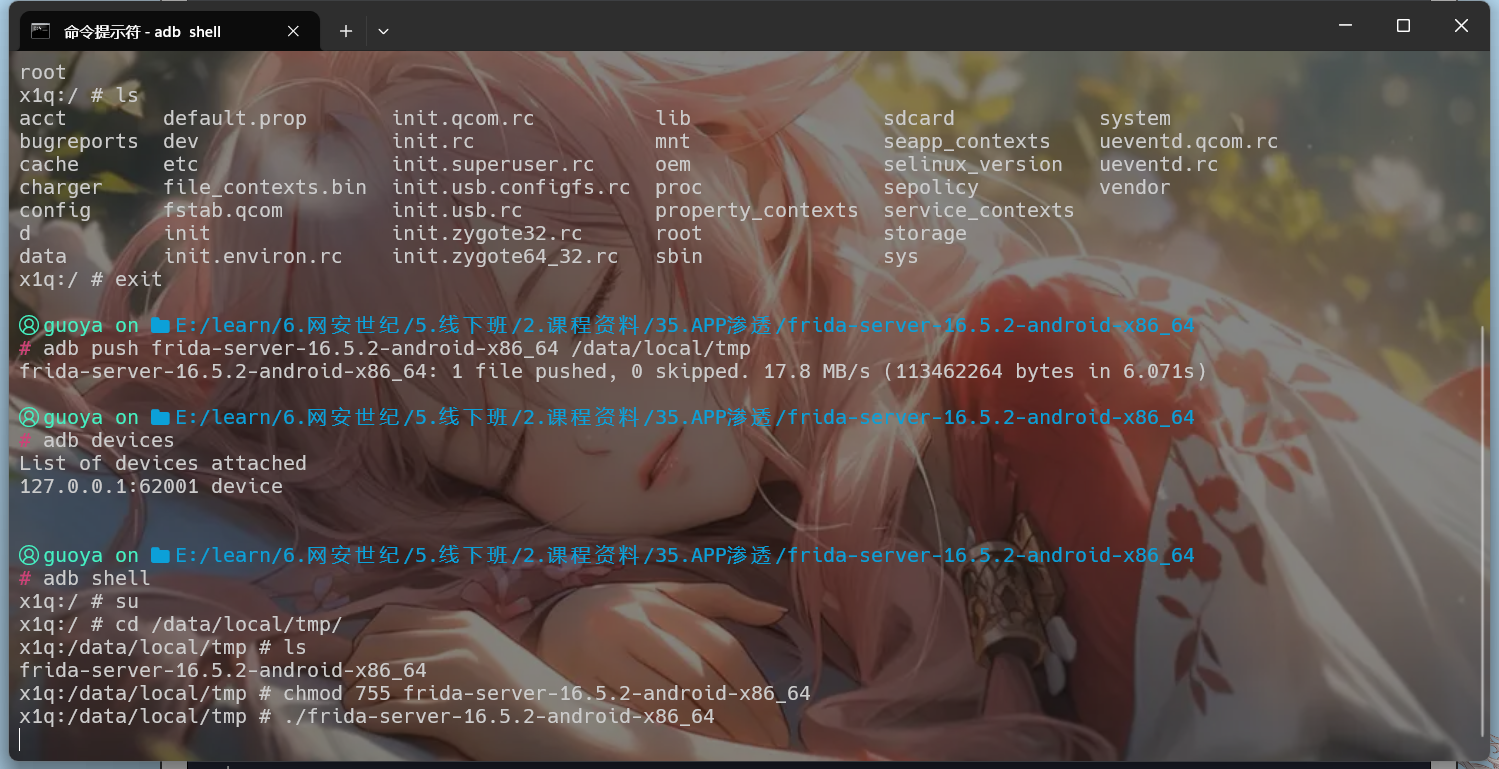 命令提示符 - adb shell
root
x1q:/ # ls
acct default.prop init.qcom.rc lib sdcard system
bugreports dev init.rc mnt seapp_contexts ueventd.qcom.rc
cache etc init.superuser.rc oem selinux_version ueventd.rc
charger file_contexts.bin init.usb.configfs.rc proc sepolicy vendor
config fstab.qcom init.usb.rc property_contexts service_contexts
d init init.zygote32.rc root storage
data init.environ.rc init.zygote64_32.rc sbin sys
x1q:/ # exit
guoya on E:/learn/6.网安世纪/5.线下班/2.课程资料/35.APP渗透/frida-server-16.5.2-android-x86_64
# adb push frida-server-16.5.2-android-x86_64 /data/local/tmp
frida-server-16.5.2-android-x86_64: 1 file pushed, 0 skipped. 17.8 MB/s (113462264 bytes in 6.071s)
guoya on E:/learn/6.网安世纪/5.线下班/2.课程资料/35.APP渗透/frida-server-16.5.2-android-x86_64
# adb devices
List of devices attached
127.0.0.1:62001 device
guoya on E:/learn/6.网安世纪/5.线下班/2.课程资料/35.APP渗透/frida-server-16.5.2-android-x86_64
# adb shell
x1q:/ # su
x1q:/ # cd /data/local/tmp/
x1q:/data/local/tmp # ls
frida-server-16.5.2-android-x86_64
x1q:/data/local/tmp # chmod 755 frida-server-16.5.2-android-x86_64
x1q:/data/local/tmp # ./frida-server-16.5.2-android-x86_64